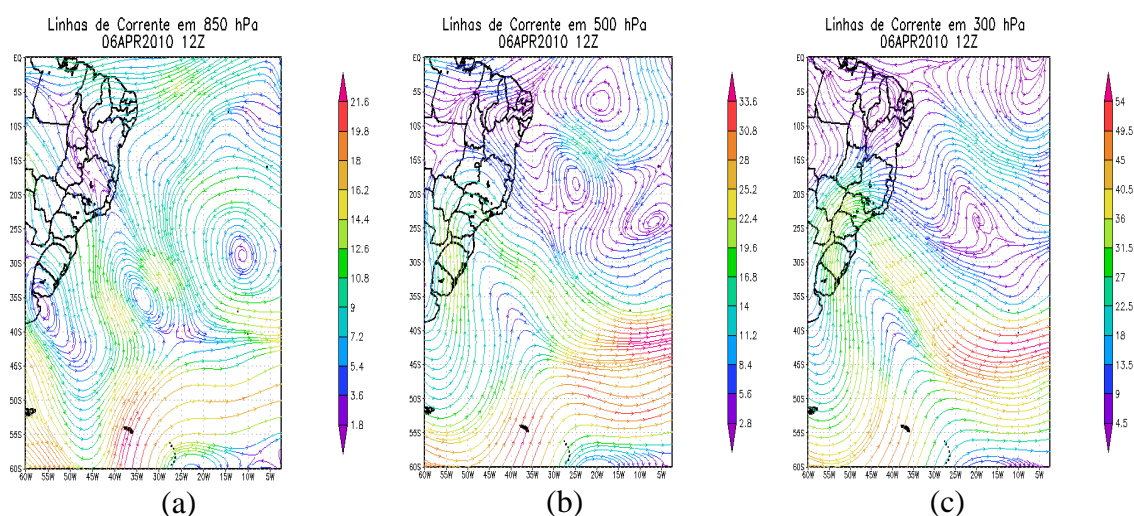 Linhas de Corrente em 850 hPa
06APR2010 12Z
EQ
5S
10S
15S
20S
25S
30S
35S
40S
45S
50S
55S
60S
60W 55W 50W 45W 40W 35W 30W 25W 20W 15W 10W 5W
21.6
19.8
18
16.2
14.4
12.6
10.8
9
7.2
5.4
3.6
1.8
(a)
Linhas de Corrente em 500 hPa
06APR2010 12Z
EQ
5S
10S
15S
20S
25S
30S
35S
40S
45S
50S
55S
60S
60W 55W 50W 45W 40W 35W 30W 25W 20W 15W 10W 5W
33.6
30.8
28
25.2
22.4
19.6
16.8
14
11.2
8.4
5.6
2.8
(b)
Linhas de Corrente em 300 hPa
06APR2010 12Z
EQ
5S
10S
15S
20S
25S
30S
35S
40S
45S
50S
55S
60S
60W 55W 50W 45W 40W 35W 30W 25W 20W 15W 10W 5W
54
49.5
45
40.5
36
31.5
27
22.5
18
13.5
9
4.5
(c)